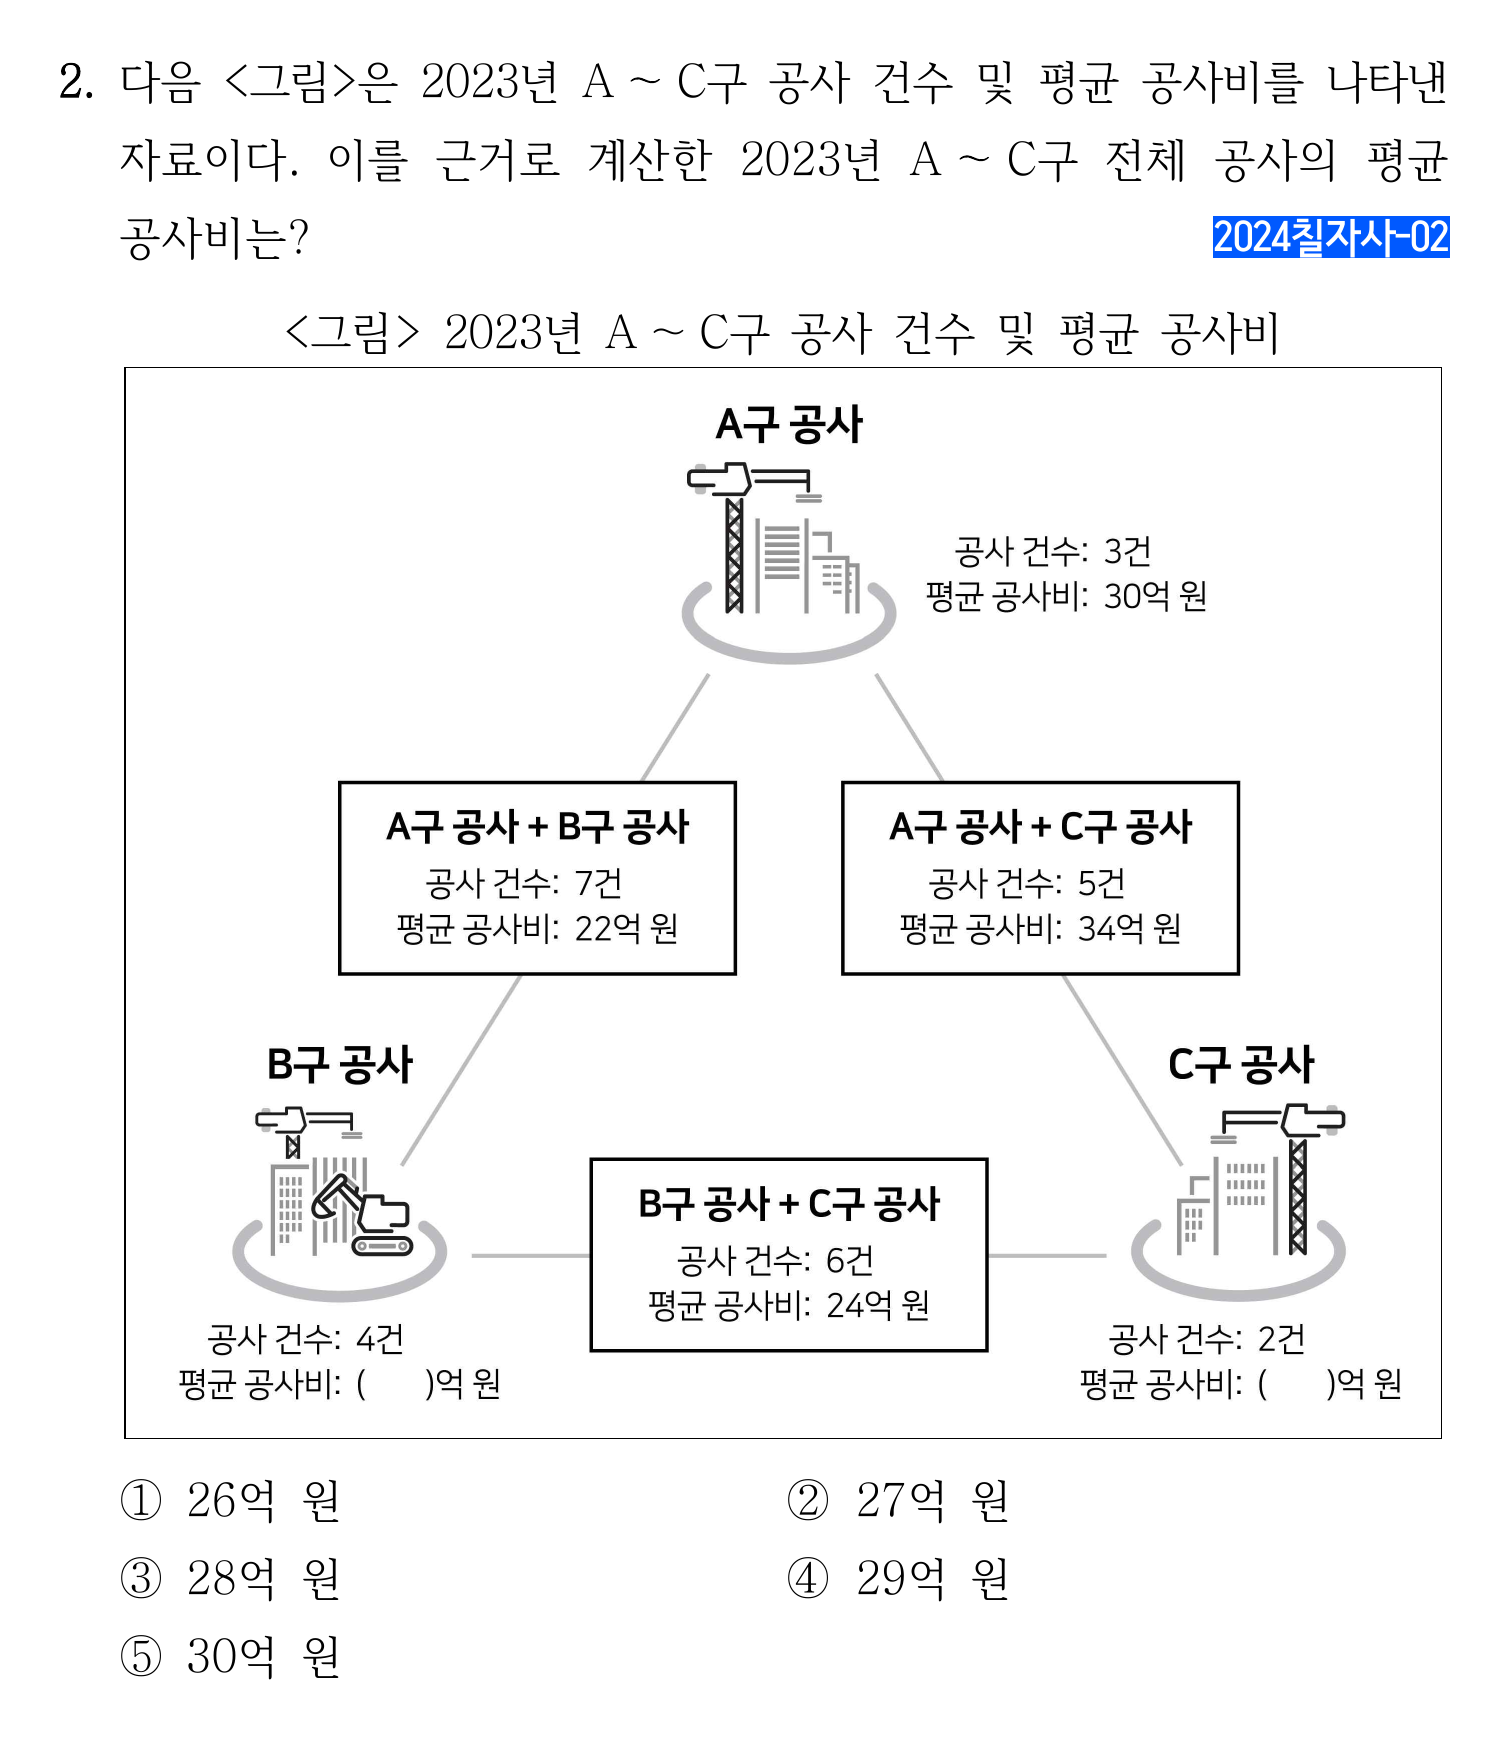 2. 다음 <그림>은 2023년 A ~ C구 공사 건수 및 평균 공사비를 나타낸
자료이다. 이를 근거로 계산한 2023년 A ~ C구 전체 공사의 평균
공사비는?
2024칠자사-02
<그림> 2023년 A ~ C구 공사 건수 및 평균 공사비
A구 공사
공사 건수: 3건
평균 공사비: 30억 원
A구 공사 + B구 공사
공사 건수: 7건
평균 공사비: 22억 원
A구 공사 + C구 공사
공사 건수: 5건
평균 공사비: 34억 원
B구 공사
공사 건수: 4건
평균 공사비: ( )억 원
B구 공사 + C구 공사
공사 건수: 6건
평균 공사비: 24억 원
C구 공사
공사 건수: 2건
평균 공사비: ( )억 원
① 26억 원
② 27억 원
③ 28억 원
④ 29억 원
⑤ 30억 원